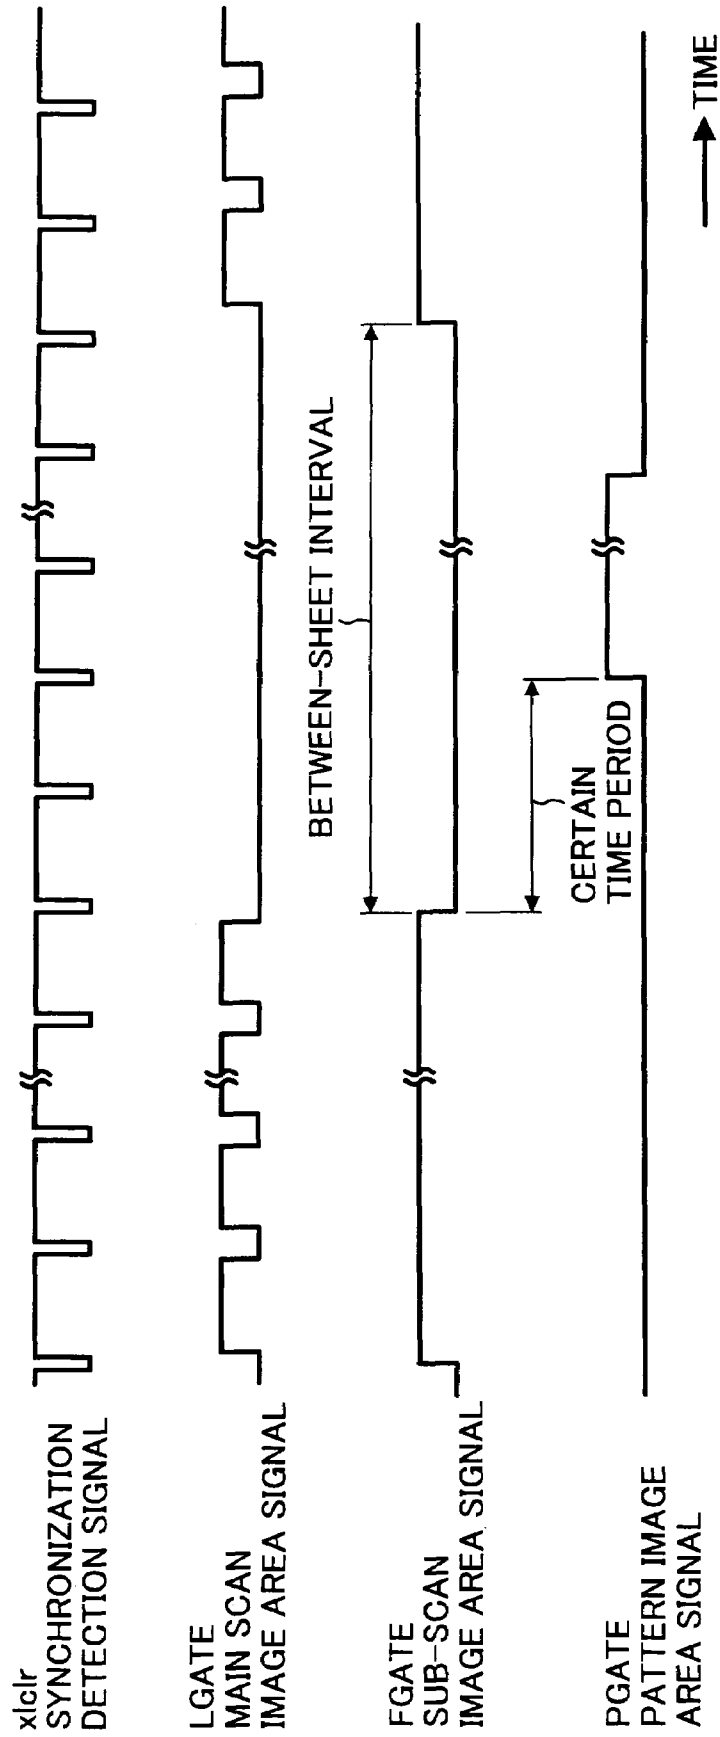 xlclr
SYNCHRONIZATION
DETECTION SIGNAL
LGATE
MAIN SCAN
IMAGE AREA SIGNAL
BETWEEN-SHEET INTERVAL
FGATE
SUB-SCAN
IMAGE AREA SIGNAL
CERTAIN
TIME PERIOD
PGATE
PATTERN IMAGE
AREA SIGNAL
TIME